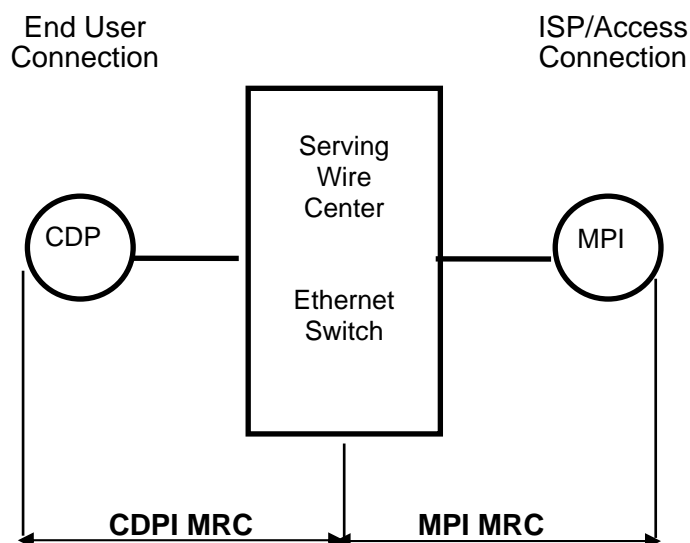 End User
Connection
ISP/Access
Connection
Serving
Wire
Center
CDP
MPI
Ethernet
Switch
CDPI MRC
MPI MRC